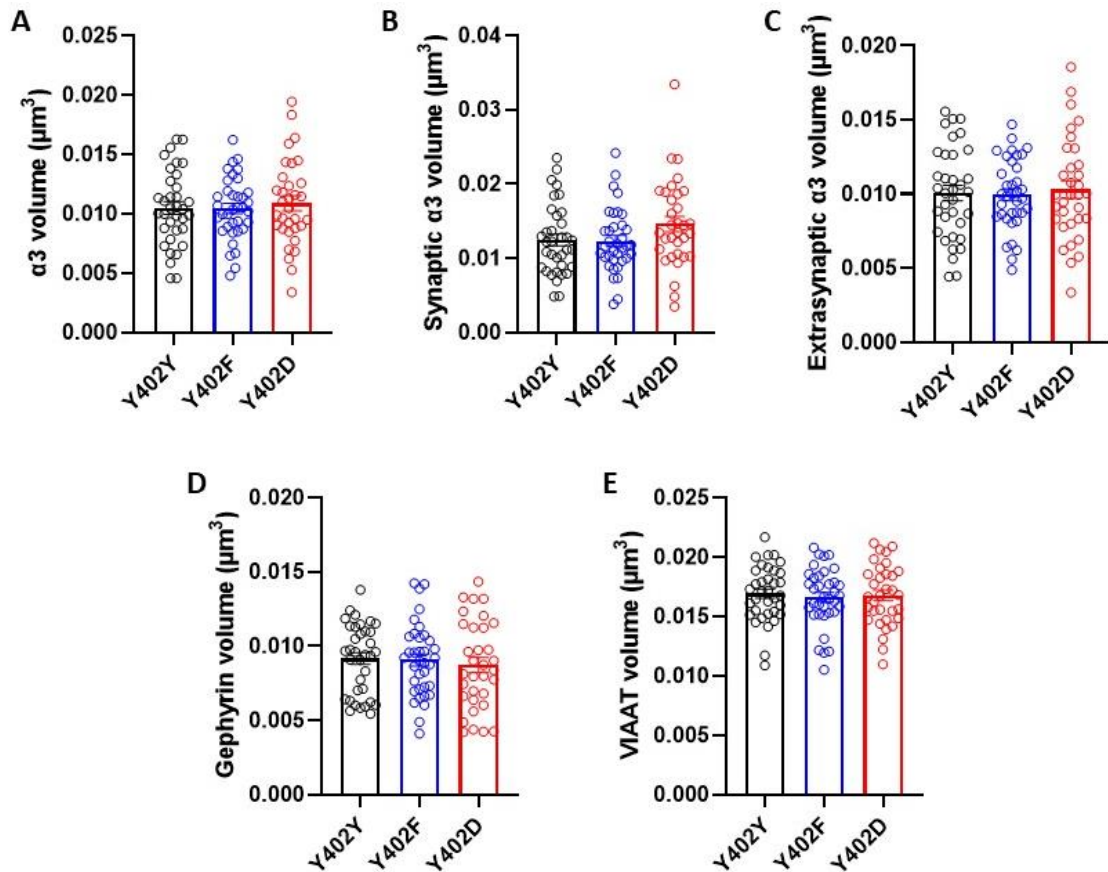 A
α3 volume (µm³)
0.025
0.020
0.015
0.010
0.005
0.000
Y402Y
Y402F
Y402D
B
Synaptic α3 volume (µm³)
0.04
0.03
0.02
0.01
0.00
Y402Y
Y402F
Y402D
C
Extrasynaptic α3 volume (µm³)
0.020
0.015
0.010
0.005
0.000
Y402Y
Y402F
Y402D
D
Gephyrin volume (µm³)
0.020
0.015
0.010
0.005
0.000
Y402Y
Y402F
Y402D
E
VIAAT volume (µm³)
0.025
0.020
0.015
0.010
0.005
0.000
Y402Y
Y402F
Y402D